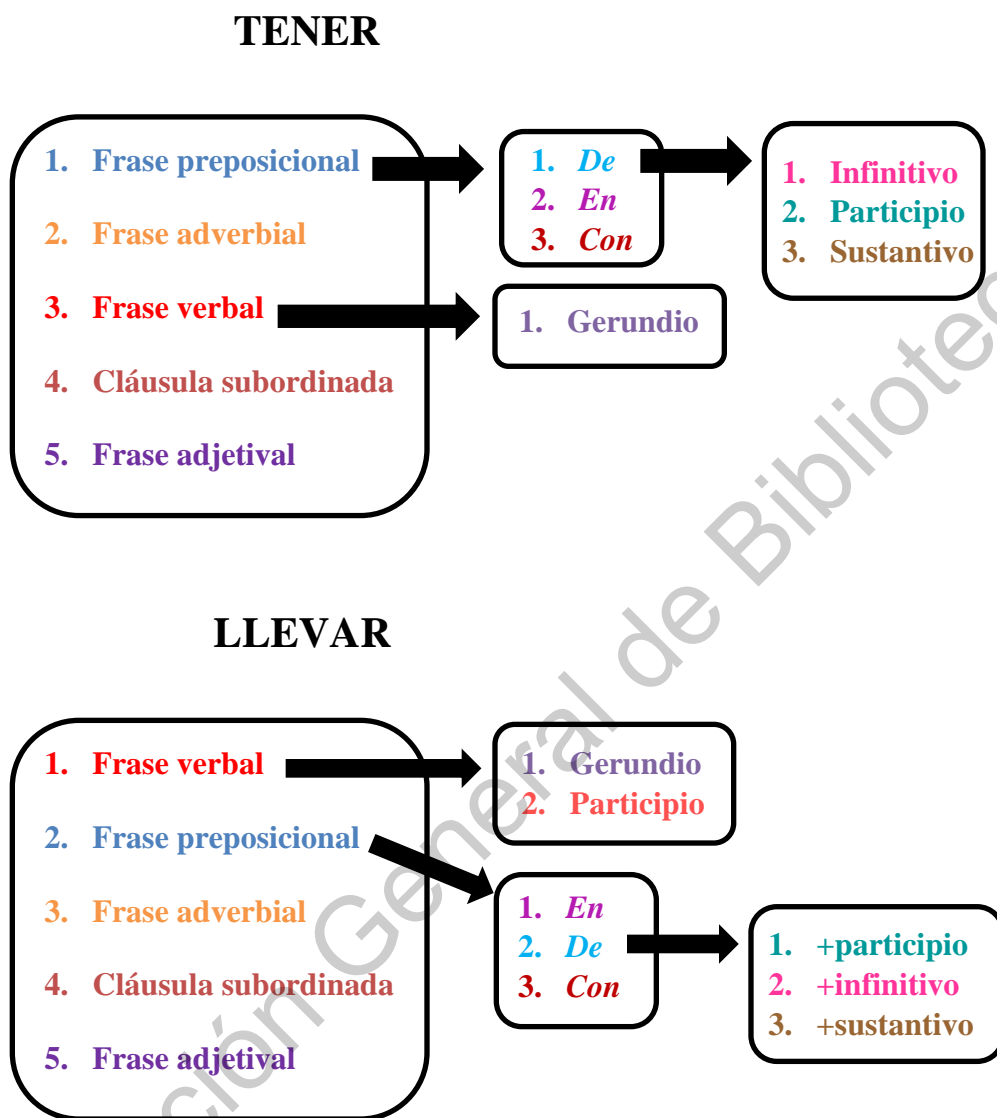 TENER
1. Frase preposicional
2. Frase adverbial
3. Frase verbal
4. Cláusula subordinada
5. Frase adjetival
1. De
2. En
3. Con
1. Infinitivo
2. Participio
3. Sustantivo
1. Gerundio
LLEVAR
1. Frase verbal
2. Frase preposicional
3. Frase adverbial
4. Cláusula subordinada
5. Frase adjetival
1. Gerundio
2. Participio
1. En
2. De
3. Con
1. +participio
2. +infinitivo
3. +sustantivo
General de